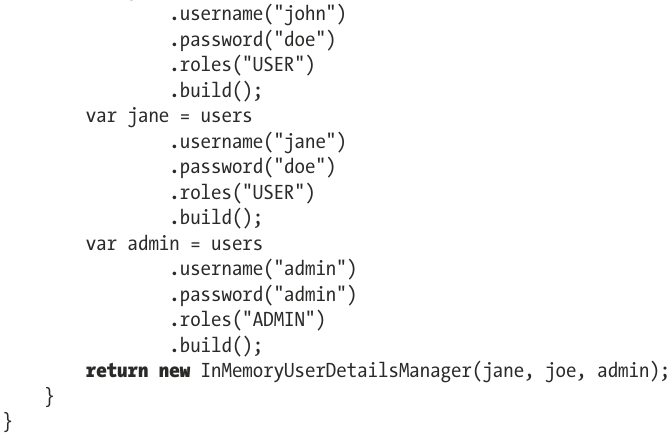 .username("john")
                .password("doe")
                .roles("USER")
                .build();
        var jane = users
                .username("jane")
                .password("doe")
                .roles("USER")
                .build();
        var admin = users
                .username("admin")
                .password("admin")
                .roles("ADMIN")
                .build();
        return new InMemoryUserDetailsManager(jane, joe, admin);
    }
}